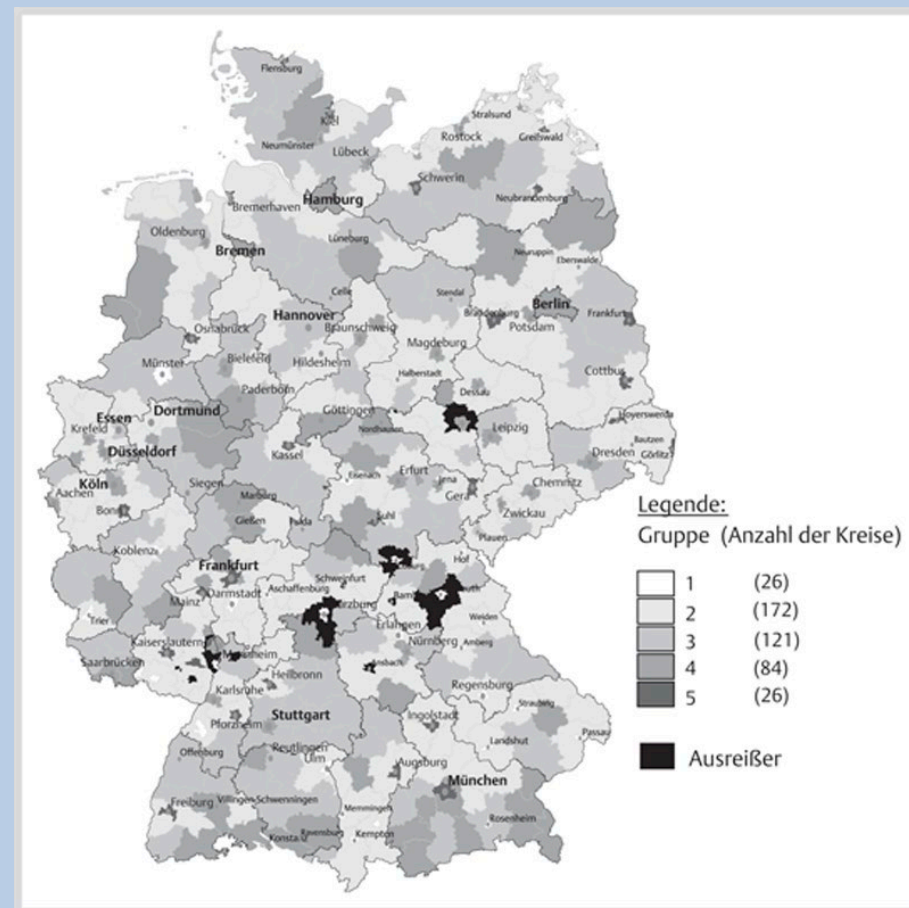 Flensburg
Kiel
Stralsund
Neumünster
Lübeck
Rostock
Greifswald
Schwerin
Hamburg
Bremerhaven
Neubrandenburg
Oldenburg
Lüneburg
Bremen
Neuruppin
Eberswalde
Celle
Stendal
Berlin
Hannover
Brandenburg
Frankfurt
Osnabrück
Braunschweig
Potsdam
Münster
Bielefeld
Hildesheim
Magdeburg
Halberstadt
Cottbus
Paderborn
Dessau
Essen
Dortmund
Göttingen
Hoyerswerda
Krefeld
Nordhausen
Leipzig
Bautzen
Düsseldorf
Kassel
Dresden
Görlitz
Köln
Siegen
Eisenach
Erfurt
Jena
Chemnitz
Aachen
Marburg
Gera
Bonn
Gießen
Fulda
Suhl
Zwickau
Plauen
Koblenz
Hof
Frankfurt
Schweinfurt
Mainz
Darmstadt
Aschaffenburg
Trier
Erlangen
Weiden
Kaiserslautern
Nürnberg
Amberg
Saarbrücken
Ansbach
Heilbronn
Karlsruhe
Regensburg
Pforzheim
Stuttgart
Ingolstadt
Straubing
Passau
Offenburg
Reutlingen
Ulm
Landshut
Augsburg
München
Freiburg
Villingen-Schwenningen
Memmingen
Rosenheim
Ravensburg
Kempton
Legende:
Gruppe (Anzahl der Kreise)
1 (26)
2 (172)
3 (121)
4 (84)
5 (26)
Ausreißer